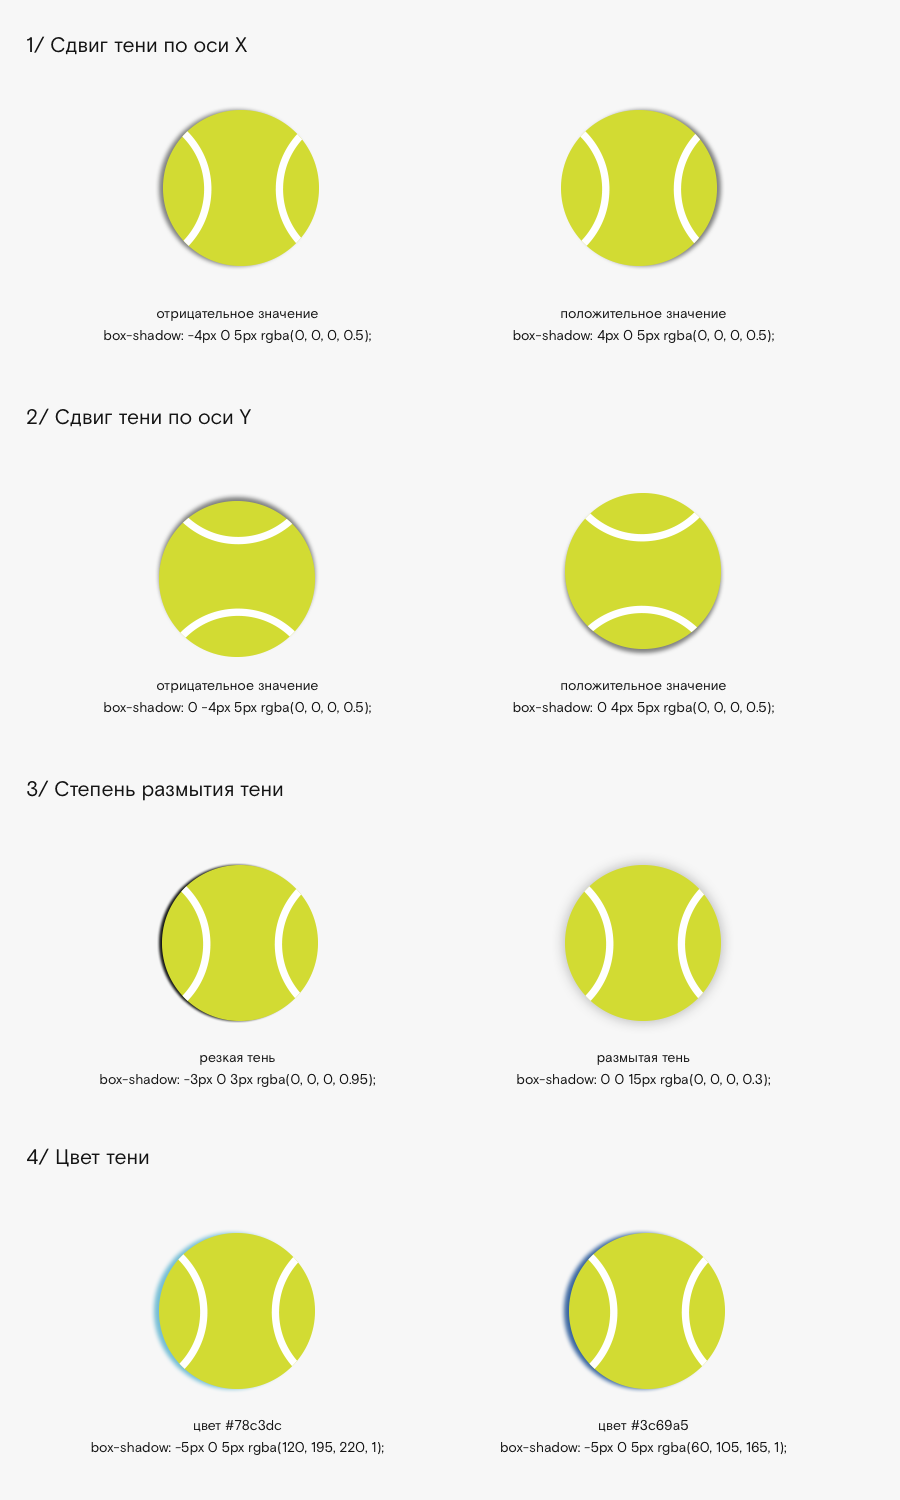 1/ Сдвиг тени по оси X
отрицательное значение
box-shadow: -4px 0 5px rgba(0, 0, 0, 0.5);
положительное значение
box-shadow: 4px 0 5px rgba(0, 0, 0, 0.5);
2/ Сдвиг тени по оси Y
отрицательное значение
box-shadow: 0 -4px 5px rgba(0, 0, 0, 0.5);
положительное значение
box-shadow: 0 4px 5px rgba(0, 0, 0, 0.5);
3/ Степень размытия тени
резкая тень
box-shadow: -3px 0 3px rgba(0, 0, 0, 0.95);
размытая тень
box-shadow: 0 0 15px rgba(0, 0, 0, 0.3);
4/ Цвет тени
цвет #78c3dc
box-shadow: -5px 0 5px rgba(120, 195, 220, 1);
цвет #3c69a5
box-shadow: -5px 0 5px rgba(60, 105, 165, 1);